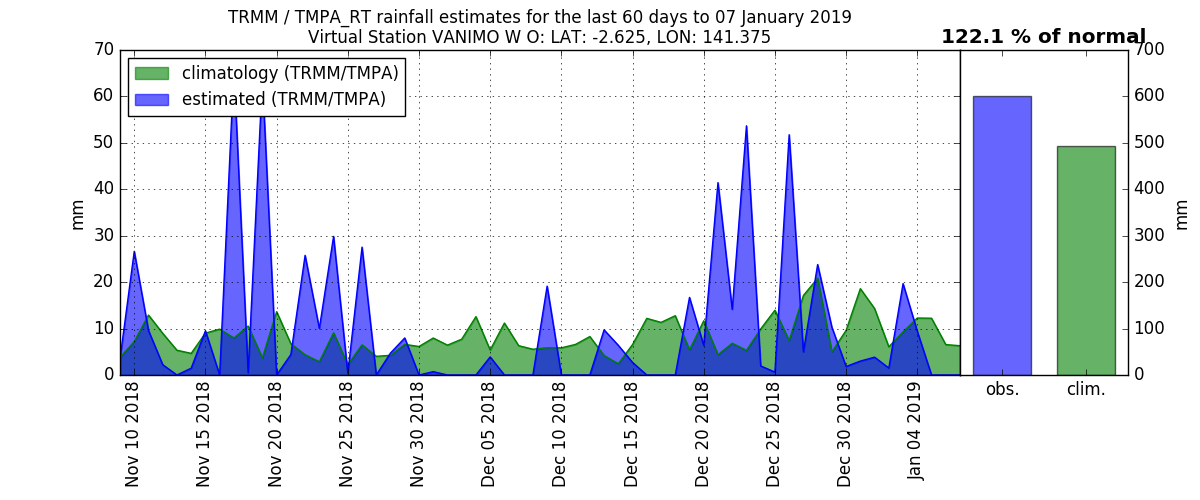 TRMM / TMPA_RT rainfall estimates for the last 60 days to 07 January 2019
Virtual Station VANIMO W O: LAT: -2.625, LON: 141.375
122.1 % of normal
climatology (TRMM/TMPA)
estimated (TRMM/TMPA)
70
60
50
40
30
20
10
0
mm
Nov 10 2018
Nov 15 2018
Nov 20 2018
Nov 25 2018
Nov 30 2018
Dec 05 2018
Dec 10 2018
Dec 15 2018
Dec 20 2018
Dec 25 2018
Dec 30 2018
Jan 04 2019
obs.
clim.
700
600
500
400
300
200
100
0
mm